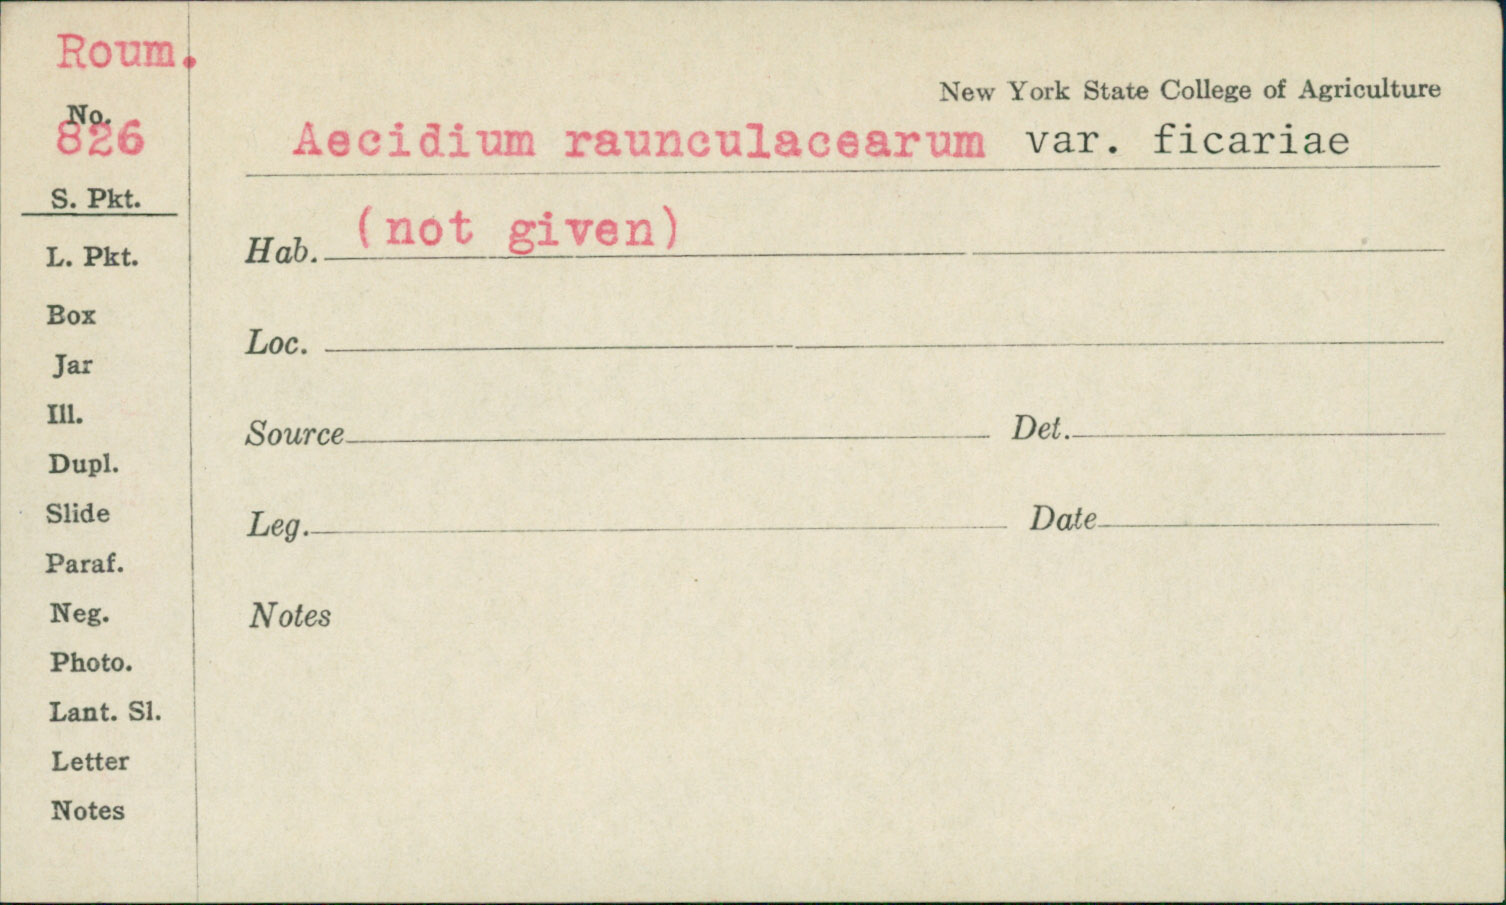 Roum.
No.
826
S. Pkt.
L. Pkt.
Box
Jar
Ill.
Dupl.
Slide
Paraf.
Neg.
Photo.
Lant. Sl.
Letter
Notes
New York State College of Agriculture
Aecidium raunculacearum var. ficariae
Hab. (not given)
Loc.
Source Det.
Leg. Date
Notes